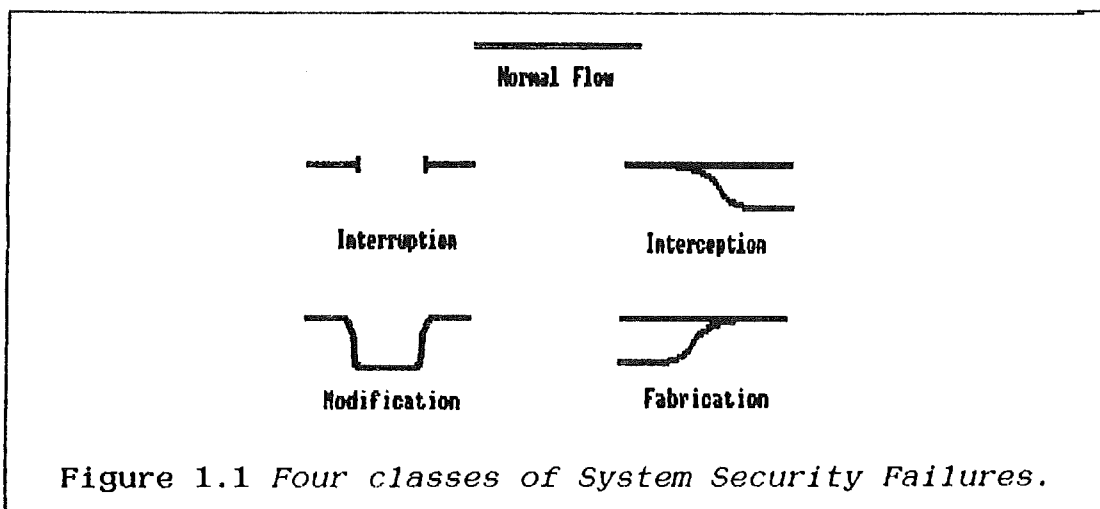 Normal Flow
Interruption
Interception
Modification
Fabrication
Figure 1.1 Four classes of System Security Failures.